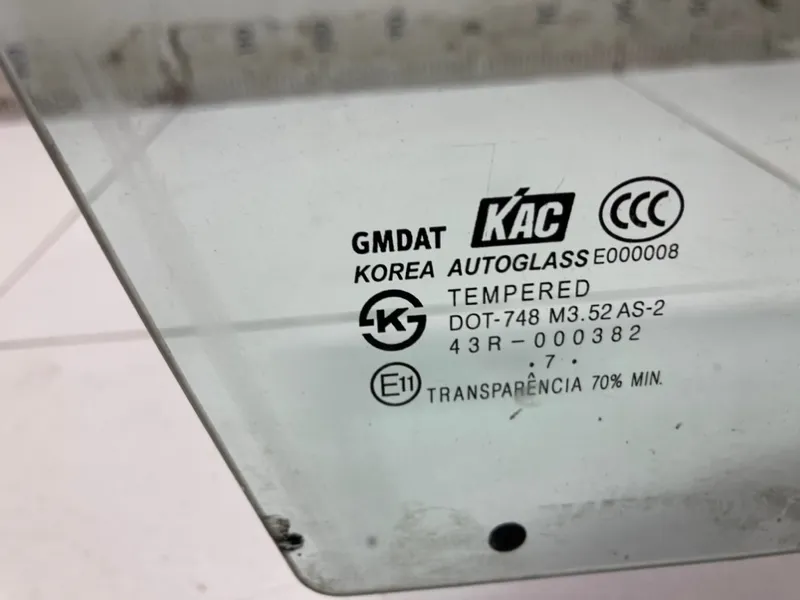 GMDAT KAC CCC
KOREA AUTOGLASS E000008
TEMPERED
DOT-748 M3.52 AS-2
43R-000382
.7.
E11 TRANSPARÊNCIA 70% MIN.